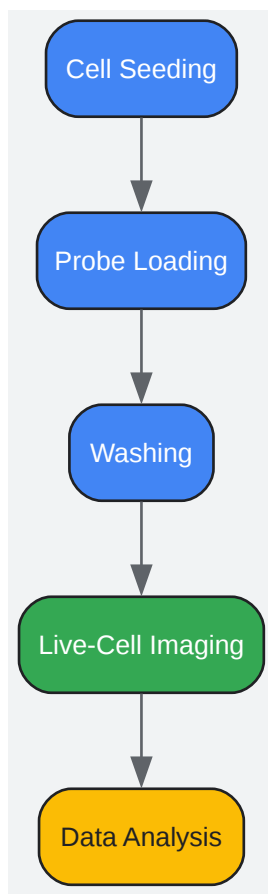 Cell Seeding
Probe Loading
Washing
Live-Cell Imaging
Data Analysis